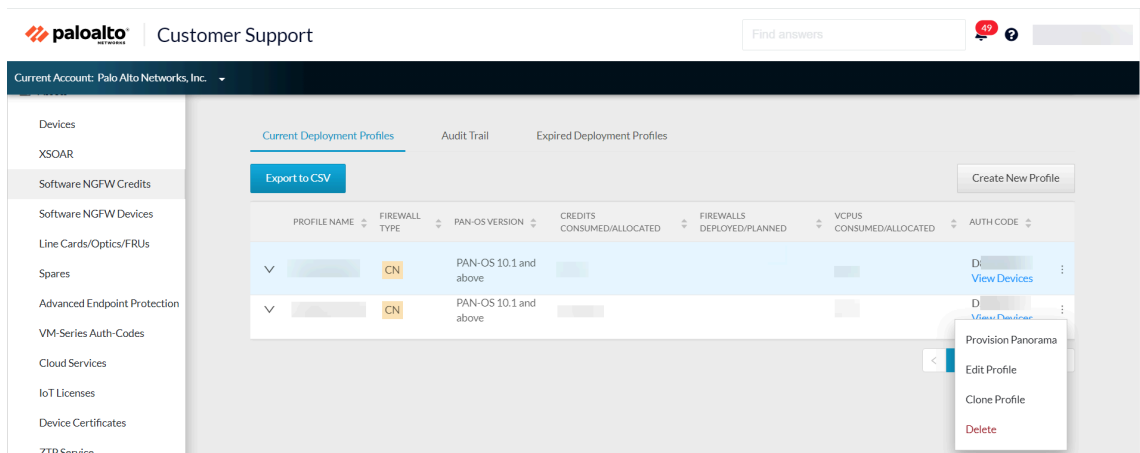 paloalto
NETWORKS
Customer Support
Find answers
49
?
Current Account: Palo Alto Networks, Inc.
Devices
XSOAR
Software NGFW Credits
Software NGFW Devices
Line Cards/Optics/FRUs
Spares
Advanced Endpoint Protection
VM-Series Auth-Codes
Cloud Services
IoT Licenses
Device Certificates
ZTP Service
Current Deployment Profiles
Audit Trail
Expired Deployment Profiles
Export to CSV
Create New Profile
PROFILE NAME
FIREWALL
TYPE
PAN-OS VERSION
CREDITS
CONSUMED/ALLOCATED
FIREWALLS
DEPLOYED/PLANNED
VCPUS
CONSUMED/ALLOCATED
AUTH CODE
CN
PAN-OS 10.1 and
above
View Devices
CN
PAN-OS 10.1 and
above
D
View Devices
Provision Panorama
Edit Profile
Clone Profile
Delete